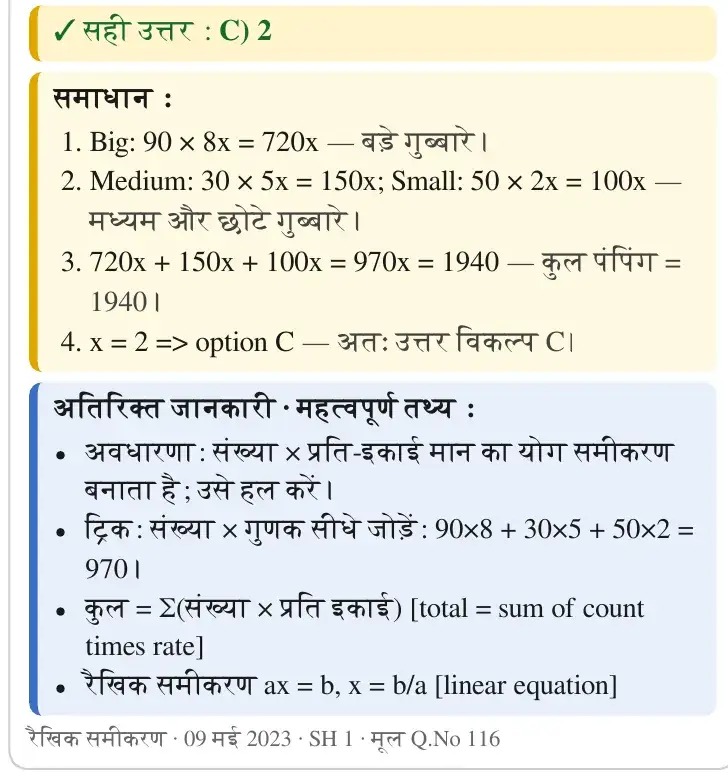 ✓ सही उत्तर : C) 2
समाधान :
1. Big: 90 × 8x = 720x — बड़े गुब्बारे।
2. Medium: 30 × 5x = 150x; Small: 50 × 2x = 100x —
मध्यम और छोटे गुब्बारे।
3. 720x + 150x + 100x = 970x = 1940 — कुल पंपिंग =
1940।
4. x = 2 => option C — अतः उत्तर विकल्प C।
अतिरिक्त जानकारी · महत्वपूर्ण तथ्य :
• अवधारणा : संख्या × प्रति-इकाई मान का योग समीकरण
बनाता है ; उसे हल करें।
• ट्रिक : संख्या × गुणक सीधे जोड़ें : 90×8 + 30×5 + 50×2 =
970।
• कुल = Σ(संख्या × प्रति इकाई) [total = sum of count
times rate]
• रैखिक समीकरण ax = b, x = b/a [linear equation]
रैखिक समीकरण · 09 मई 2023 · SH 1 · मूल Q.No 116